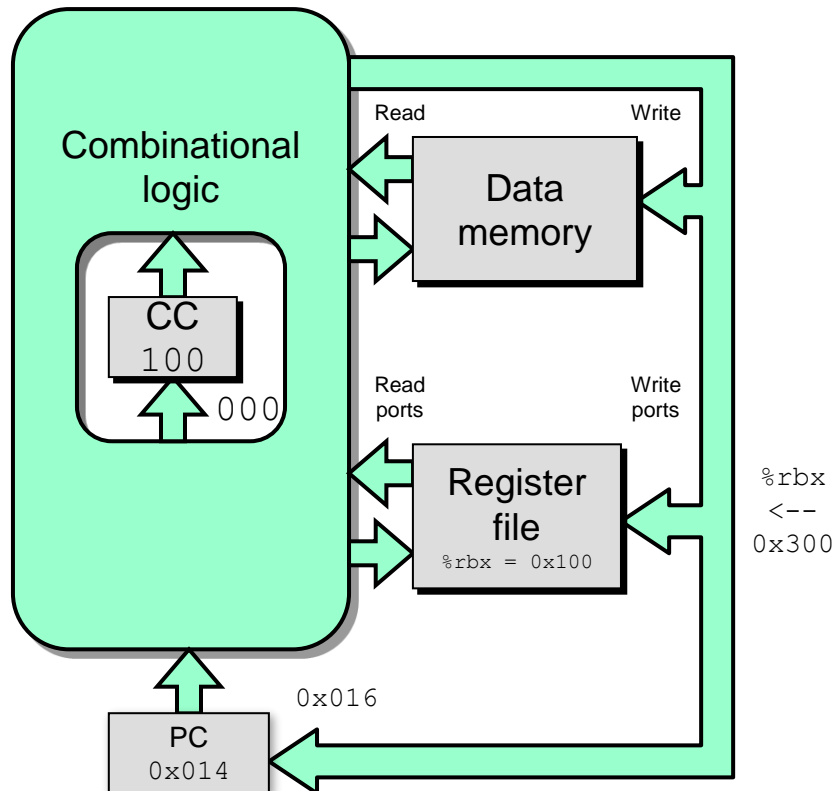 Combinational
logic
CC
100
000
Read
Write
Data
memory
Read
ports
Write
ports
Register
file
%rbx = 0x100
%rbx
<--
0x300
0x016
PC
0x014